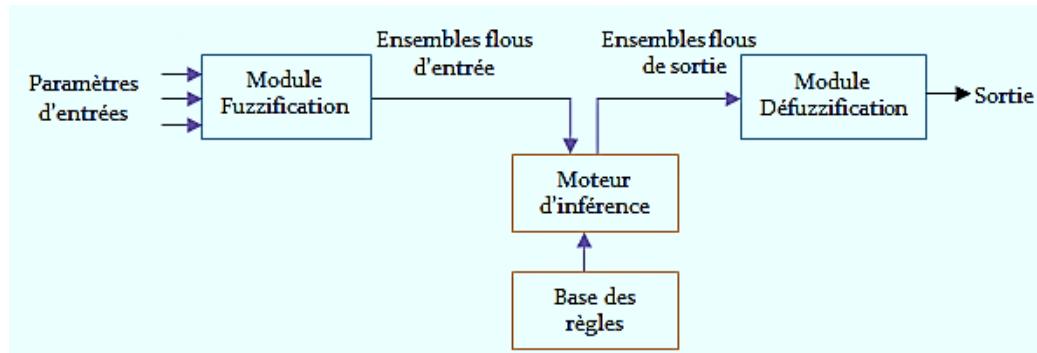 Paramètres
d'entrées
Module
Fuzzification
Ensembles flous
d'entrée
Ensembles flous
de sortie
Module
Défuzzification
Sortie
Moteur
d'inférence
Base des
règles